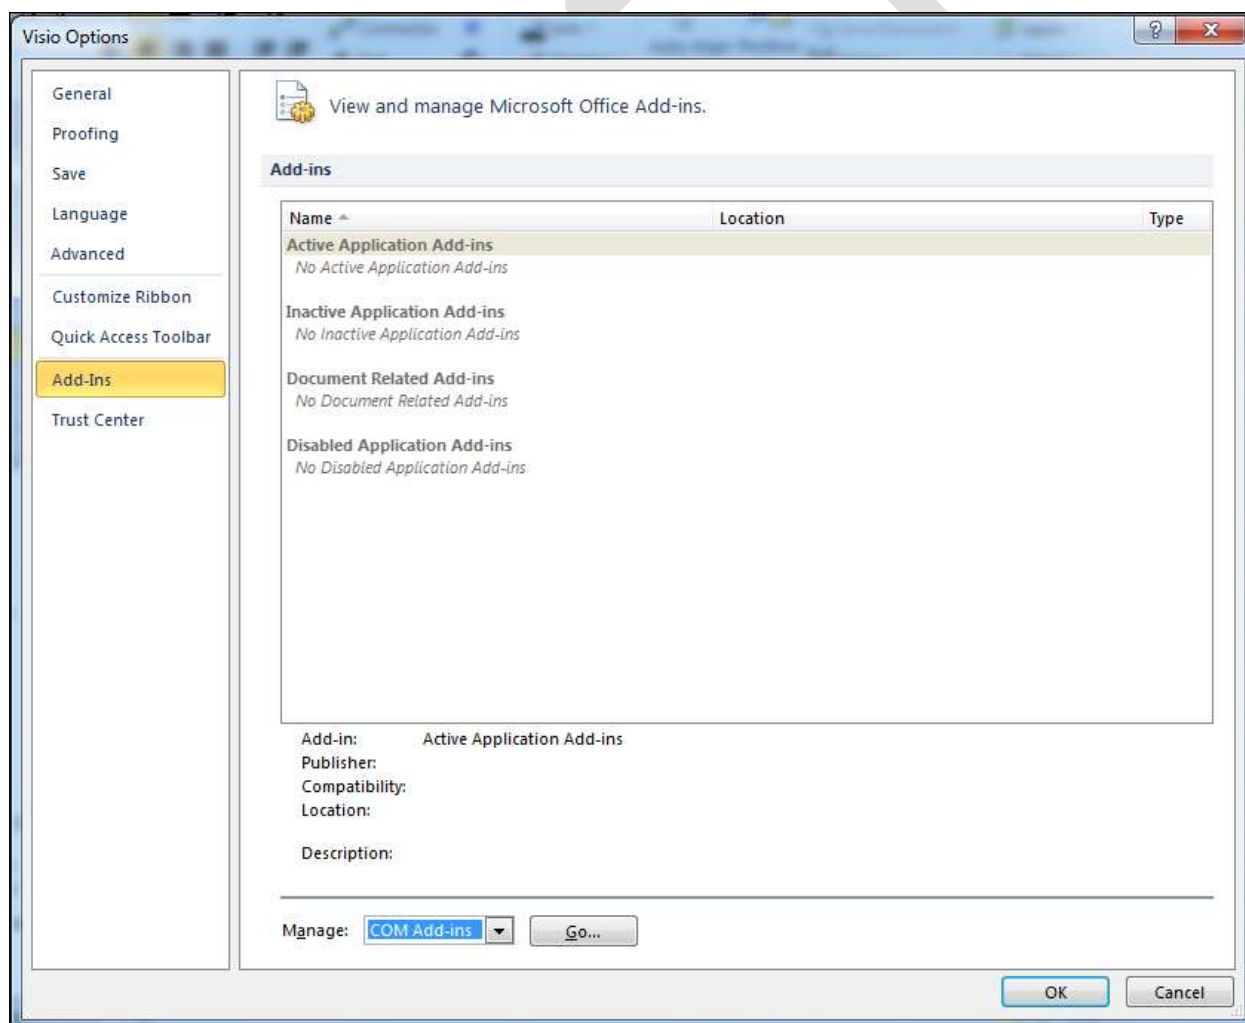 Visio Options
General
Proofing
Save
Language
Advanced
Customize Ribbon
Quick Access Toolbar
Add-Ins
Trust Center
View and manage Microsoft Office Add-ins.
Add-ins
Name Location Type
Active Application Add-ins
No Active Application Add-ins
Inactive Application Add-ins
No Inactive Application Add-ins
Document Related Add-ins
No Document Related Add-ins
Disabled Application Add-ins
No Disabled Application Add-ins
Add-in: Active Application Add-ins
Publisher:
Compatibility:
Location:
Description:
Manage: COM Add-ins Go...
OK Cancel